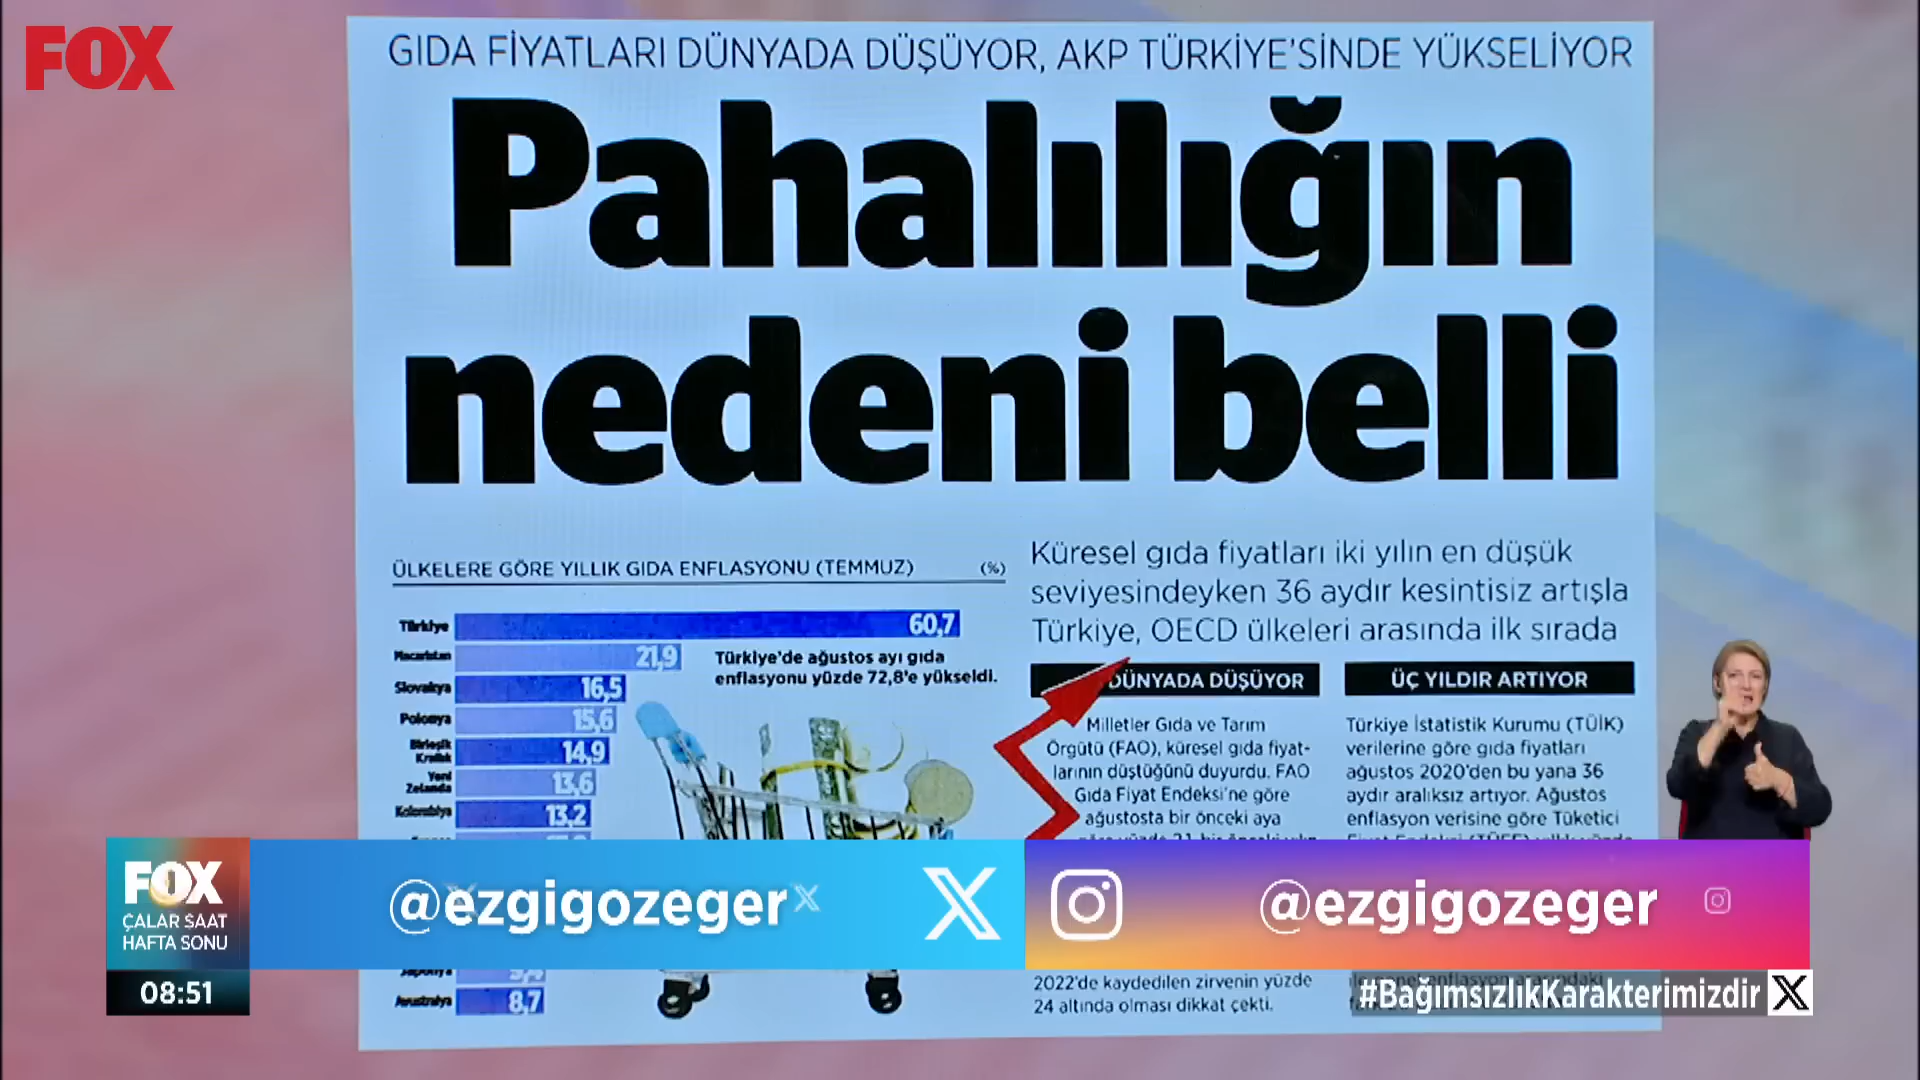 FOX
GIDA FİYATLARI DÜNYADA DÜŞÜYOR, AKP TÜRKİYE'SİNDE YÜKSELİYOR
Pahalılığın
nedeni belli
ÜLKELERE GÖRE YILLIK GIDA ENFLASYONU (TEMMUZ) (%)
Türkiye 60,7
Macaristan 21,9
Slovakya 16,5
Polonya 15,6
Birleşik
Krallık 14,9
Yeni
Zelanda 13,6
Kolombiya 13,2
Japonya
Avustralya 8,7
Türkiye'de ağustos ayı gıda
enflasyonu yüzde 72,8'e yükseldi.
Küresel gıda fiyatları iki yılın en düşük
seviyesindeyken 36 aydır kesintisiz artışla
Türkiye, OECD ülkeleri arasında ilk sırada
DÜNYADA DÜŞÜYOR
Milletler Gıda ve Tarım
Örgütü (FAO), küresel gıda fiyat-
larının düştüğünü duyurdu. FAO
Gıda Fiyat Endeksi'ne göre
ağustosta bir önceki aya
2022'de kaydedilen zirvenin yüzde
24 altında olması dikkat çekti.
ÜÇ YILDIR ARTIYOR
Türkiye İstatistik Kurumu (TÜİK)
verilerine göre gıda fiyatları
ağustos 2020'den bu yana 36
aydır aralıksız artıyor. Ağustos
enflasyon verisine göre Tüketici
FOX
ÇALAR SAAT
HAFTA SONU
08:51
@ezgigozeger
@ezgigozeger
#BağımsızlıkKarakterimizdir